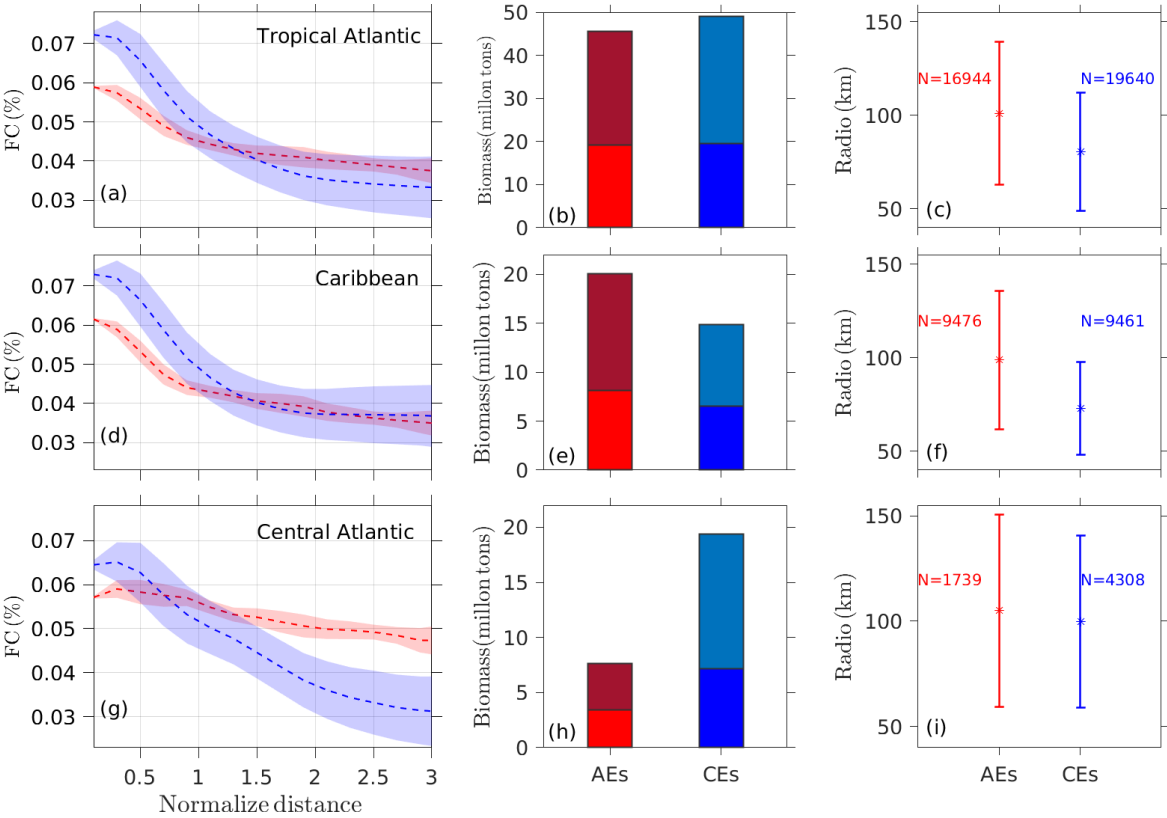 FC (%)
0.07
0.06
0.05
0.04
0.03
Tropical Atlantic
(a)
Biomass(millon tons)
50
40
30
20
10
0
(b)
Radio (km)
150
100
50
N=16944
N=19640
(c)
FC (%)
0.07
0.06
0.05
0.04
0.03
Caribbean
(d)
Biomass(millon tons)
20
15
10
5
0
(e)
Radio (km)
150
100
50
N=9476
N=9461
(f)
FC (%)
0.07
0.06
0.05
0.04
0.03
Central Atlantic
(g)
0.5 1 1.5 2 2.5 3
Normalize distance
Biomass(millon tons)
20
15
10
5
0
(h)
AEs CEs
Radio (km)
150
100
50
N=1739
N=4308
(i)
AEs CEs